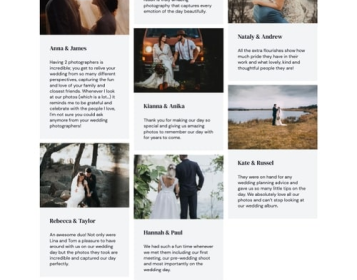 Anna & James
Having 2 photographers is
incredible; you get to relive your
wedding from so many different
perspectives, capturing the fun
and love of your family and
closest friends. Whenever I look
at our photos (which is a lot...) it
reminds me to be grateful and
celebrate with the people I love.
I'm not sure you could ask
anymore from your wedding
photographers!
Rebecca & Taylor
An awesome duo! Not only were
Lina and Tom a pleasure to have
around with us on our wedding
day but the photos they took are
incredible and captured our day
perfectly.
photography that captures every
emotion of the day beautifully.
Kianna & Anika
Thank you for making our day so
special and giving us amazing
photos to remember our day with
for years to come.
Hannah & Paul
We had such a fun time whenever
we met them including our first
meeting, our pre-wedding shoot
and most importantly on the
wedding day.
Nataly & Andrew
All the extra flourishes show how
much pride they have in their
work and what lovely kind and
thoughtful people they are!
Kate & Russel
They were on hand for any
wedding planning advice and
gave us so many little tips on the
day. We absolutely love all our
photos and can't stop looking at
our wedding album.